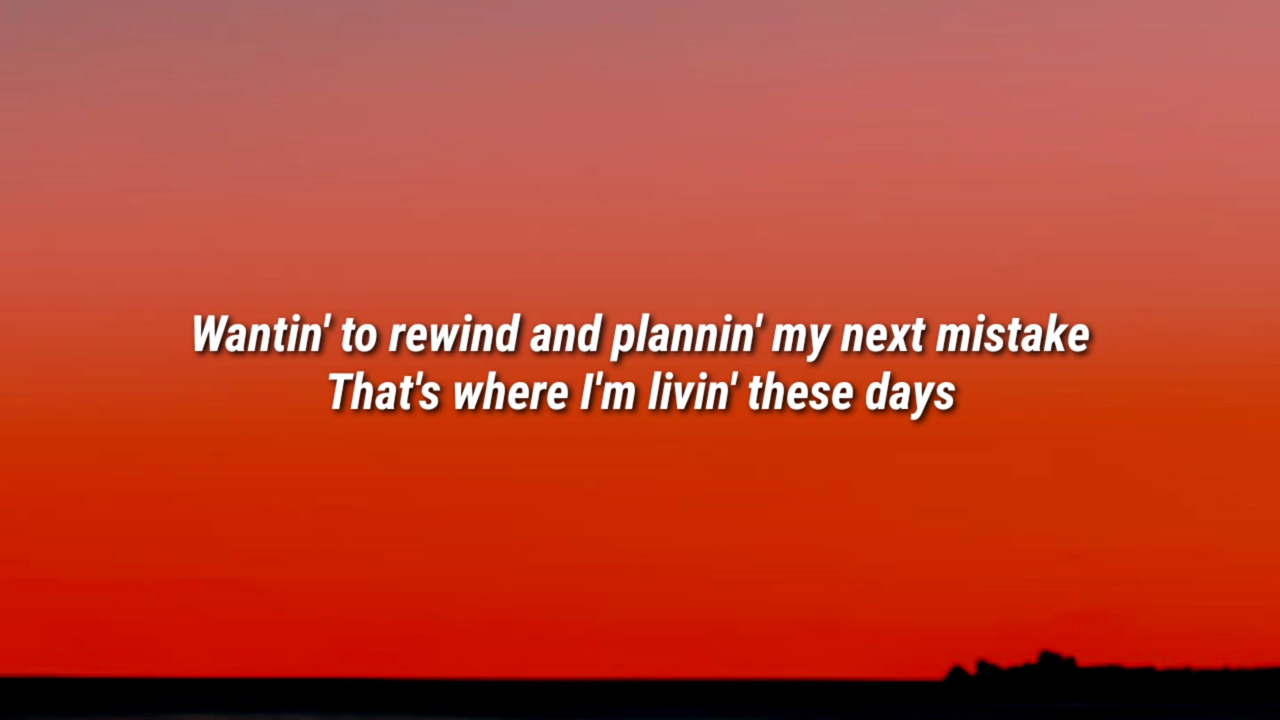 Wantin' to rewind and plannin' my next mistake
That's where I'm livin' these days